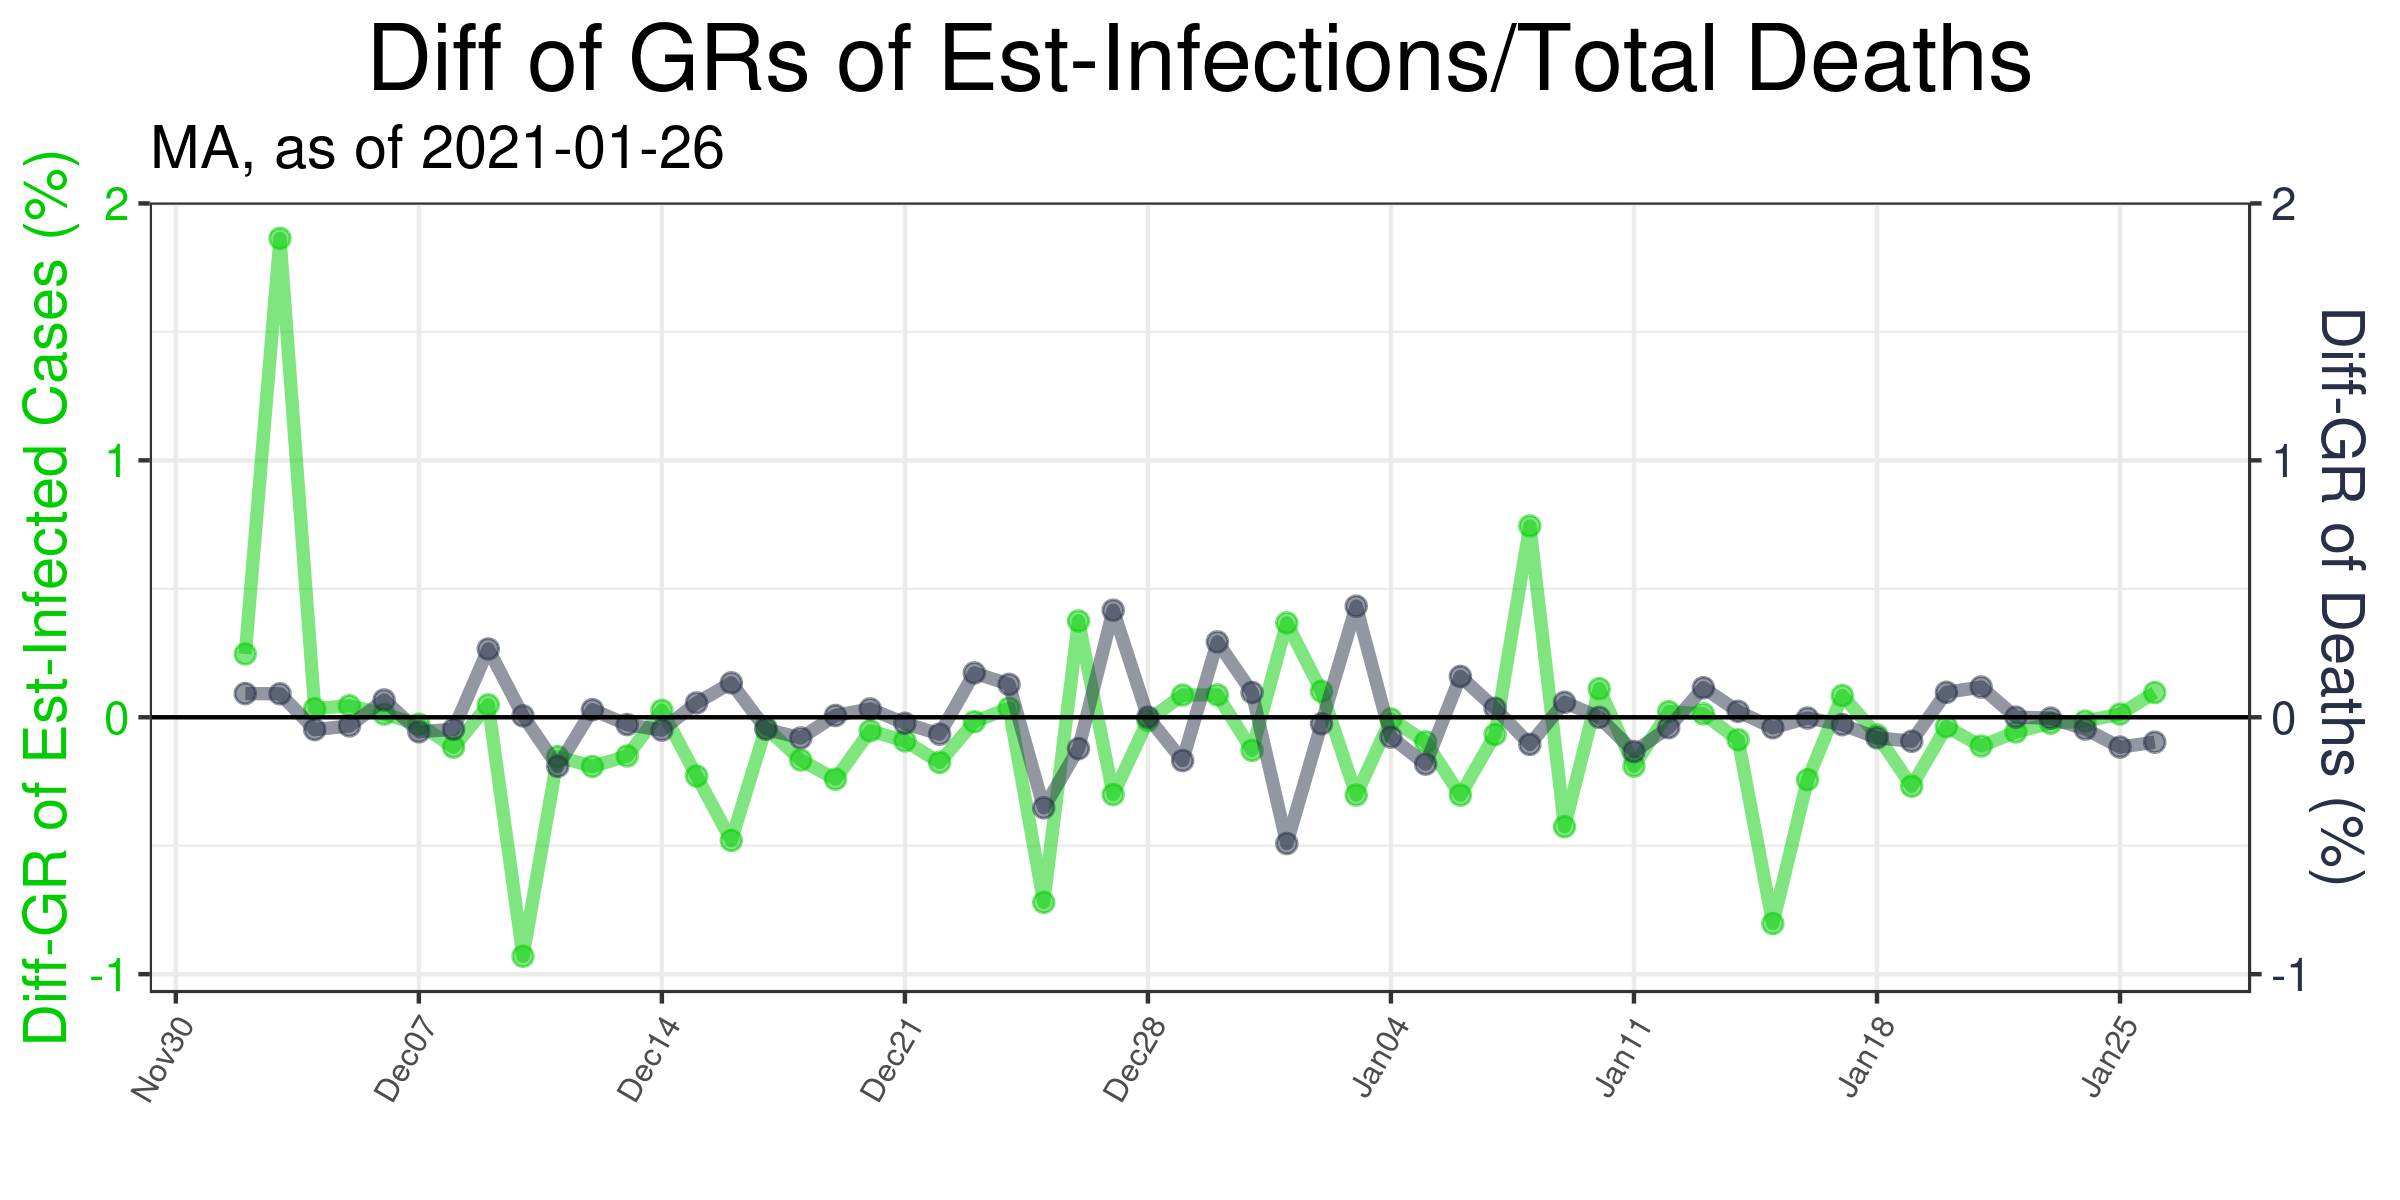 Diff of GRs of Est-Infections/Total Deaths
MA, as of 2021-01-26
Diff-GR of Est-Infected Cases (%)
2
1
0
-1
2
1
0
-1
Diff-GR of Deaths (%)
Nov30
Dec07
Dec14
Dec21
Dec28
Jan04
Jan11
Jan18
Jan25